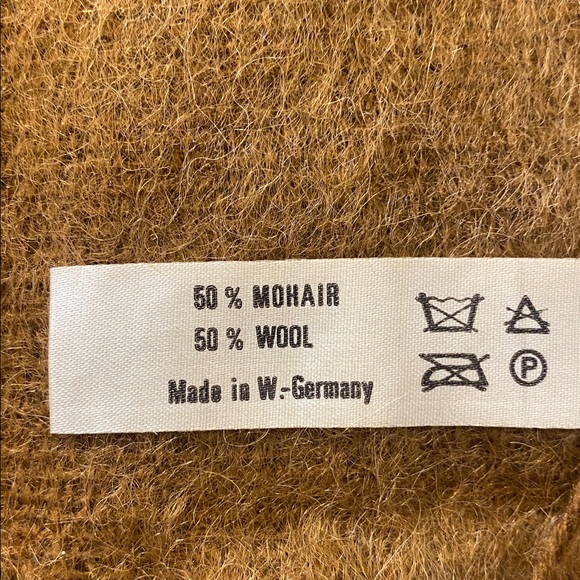 50 % MOHAIR
50 % WOOL
Made in W.-Germany
P